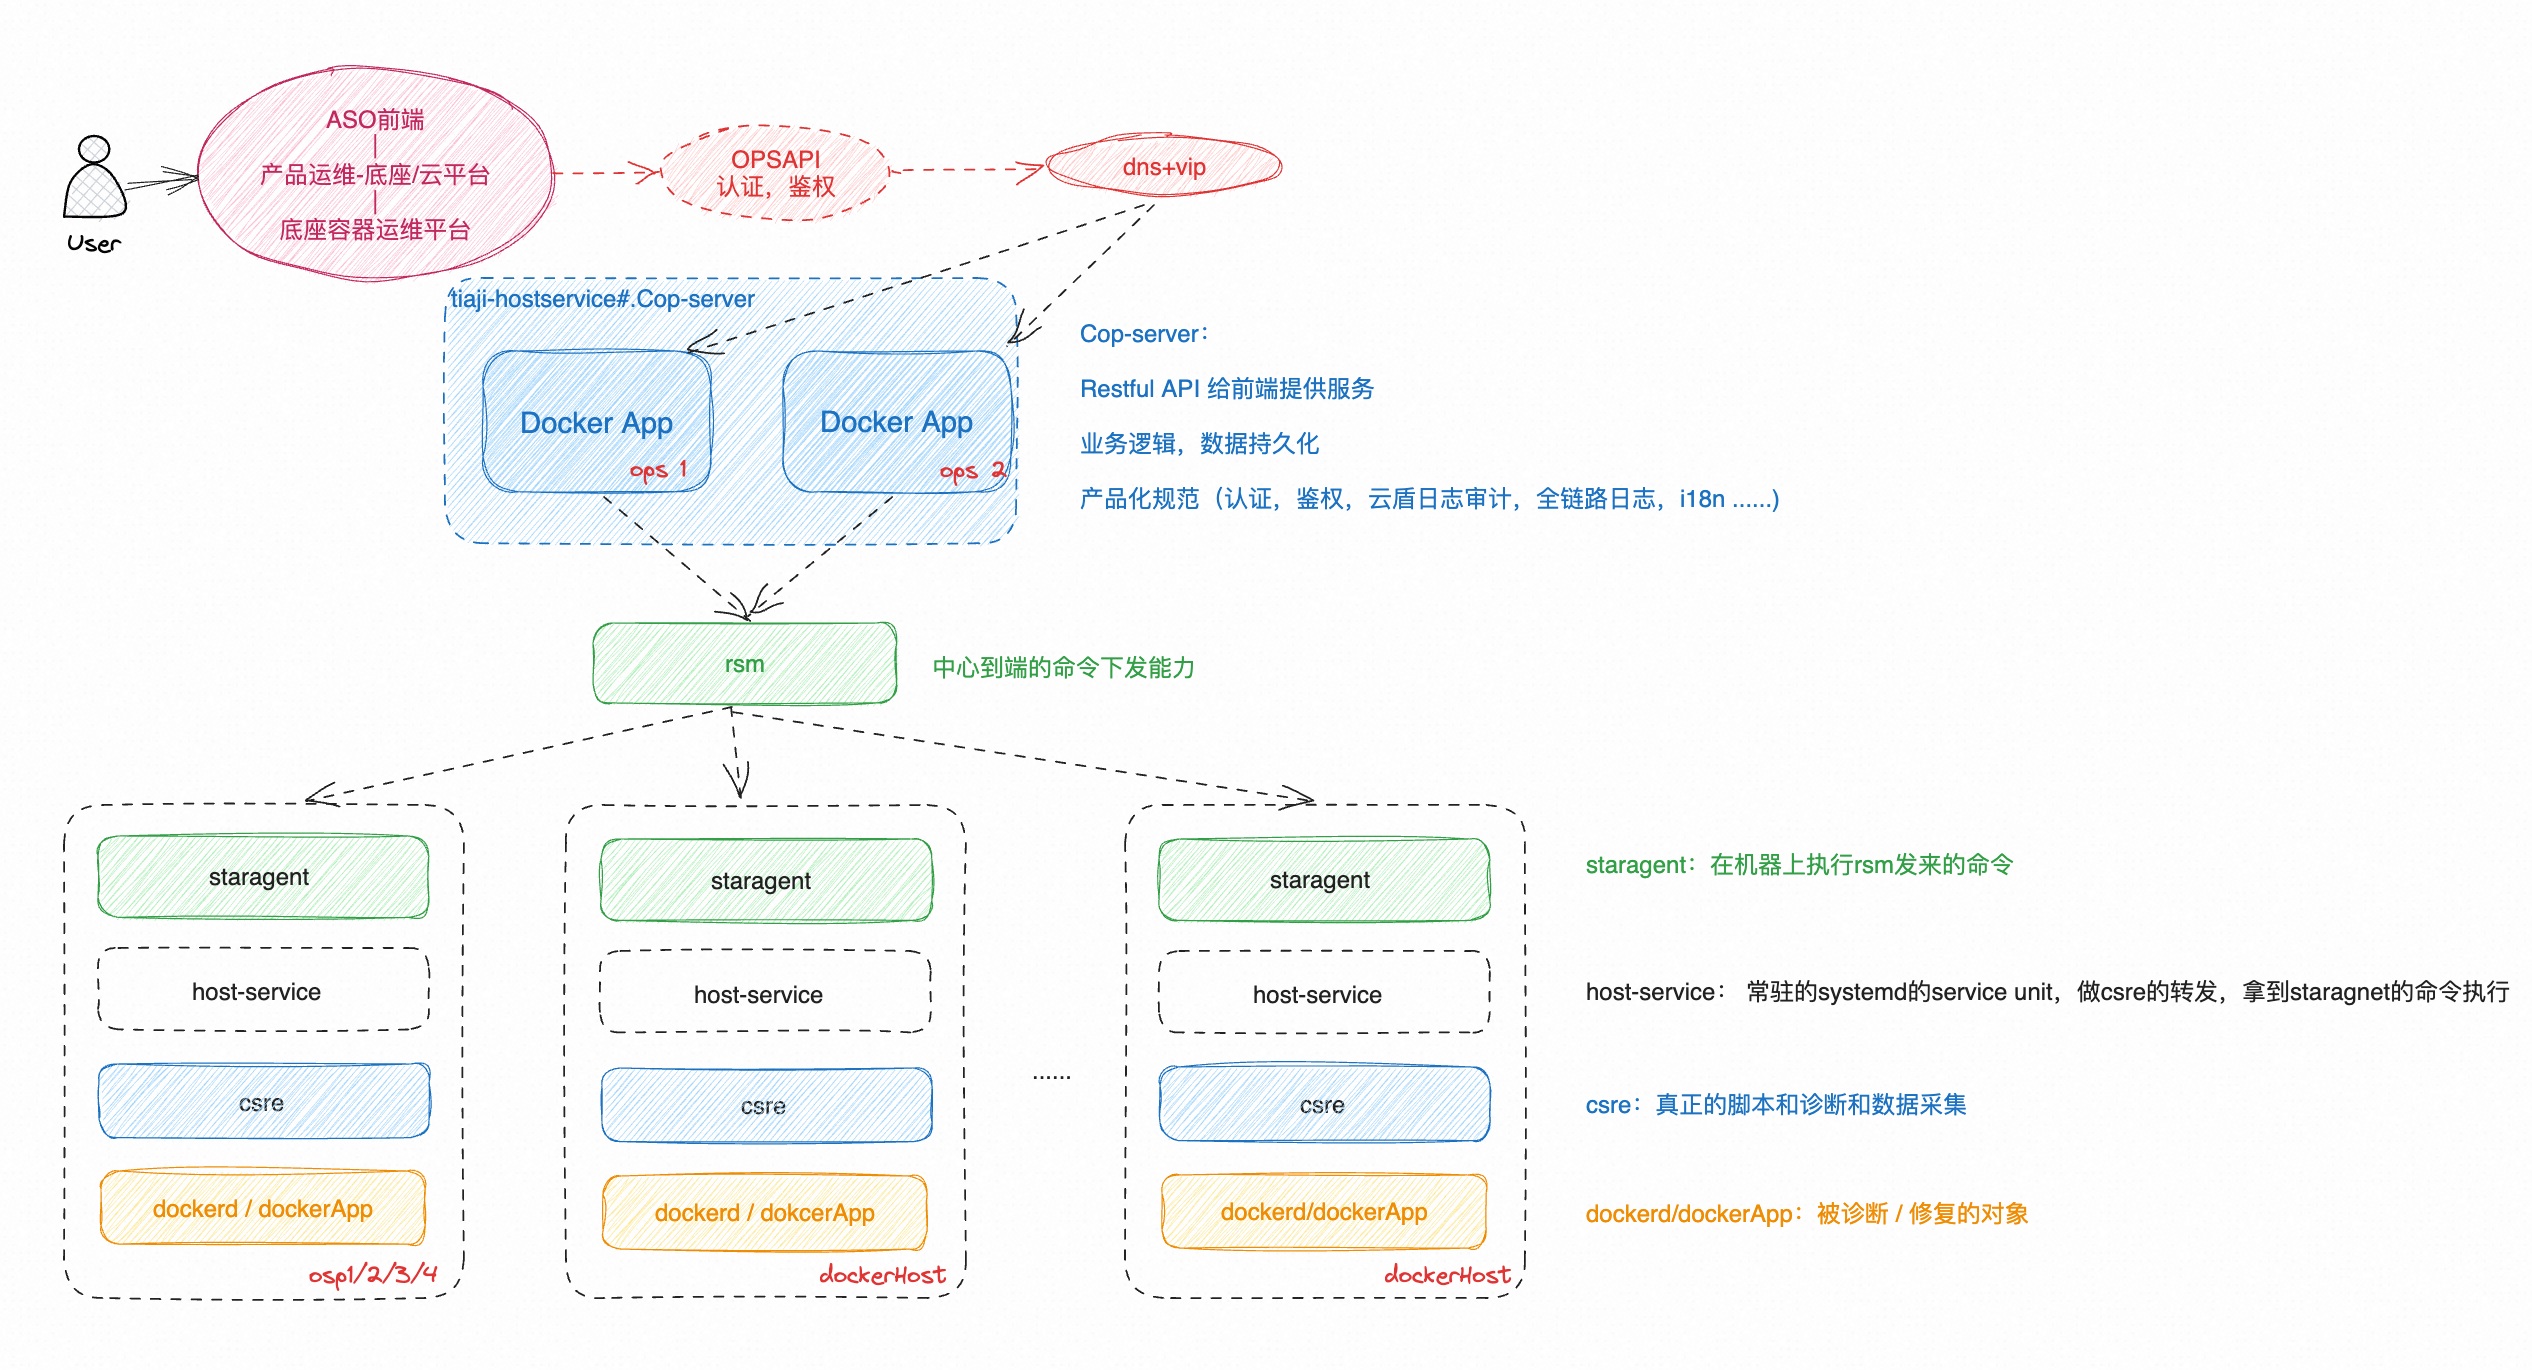 User
ASO前端
产品运维-底座/云平台
底座容器运维平台
OPSAPI
认证，鉴权
dns+vip
tiaji-hostservice#.Cop-server
Docker App
ops 1
Docker App
ops 2
Cop-server：
Restful API 给前端提供服务
业务逻辑，数据持久化
产品化规范（认证，鉴权，云盾日志审计，全链路日志，i18n ......)
rsm
中心到端的命令下发能力
staragent
host-service
csre
dockerd / dockerApp
osp1/2/3/4
staragent
host-service
csre
dockerd / dokcerApp
dockerHost
......
staragent
host-service
csre
dockerd/dockerApp
dockerHost
staragent：在机器上执行rsm发来的命令
host-service： 常驻的systemd的service unit，做csre的转发，拿到staragnet的命令执行
csre：真正的脚本和诊断和数据采集
dockerd/dockerApp：被诊断 / 修复的对象